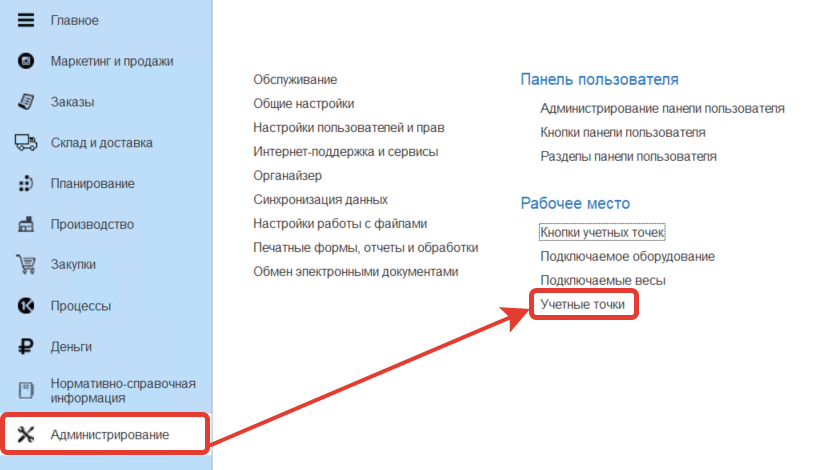 Главное
Маркетинг и продажи
Заказы
Склад и доставка
Планирование
Производство
Закупки
Процессы
Деньги
Нормативно-справочная
информация
Администрирование
Обслуживание
Общие настройки
Настройки пользователей и прав
Интернет-поддержка и сервисы
Органайзер
Синхронизация данных
Настройки работы с файлами
Печатные формы, отчеты и обработки
Обмен электронными документами
Панель пользователя
Администрирование панели пользователя
Кнопки панели пользователя
Разделы панели пользователя
Рабочее место
Кнопки учетных точек
Подключаемое оборудование
Подключаемые весы
Учетные точки